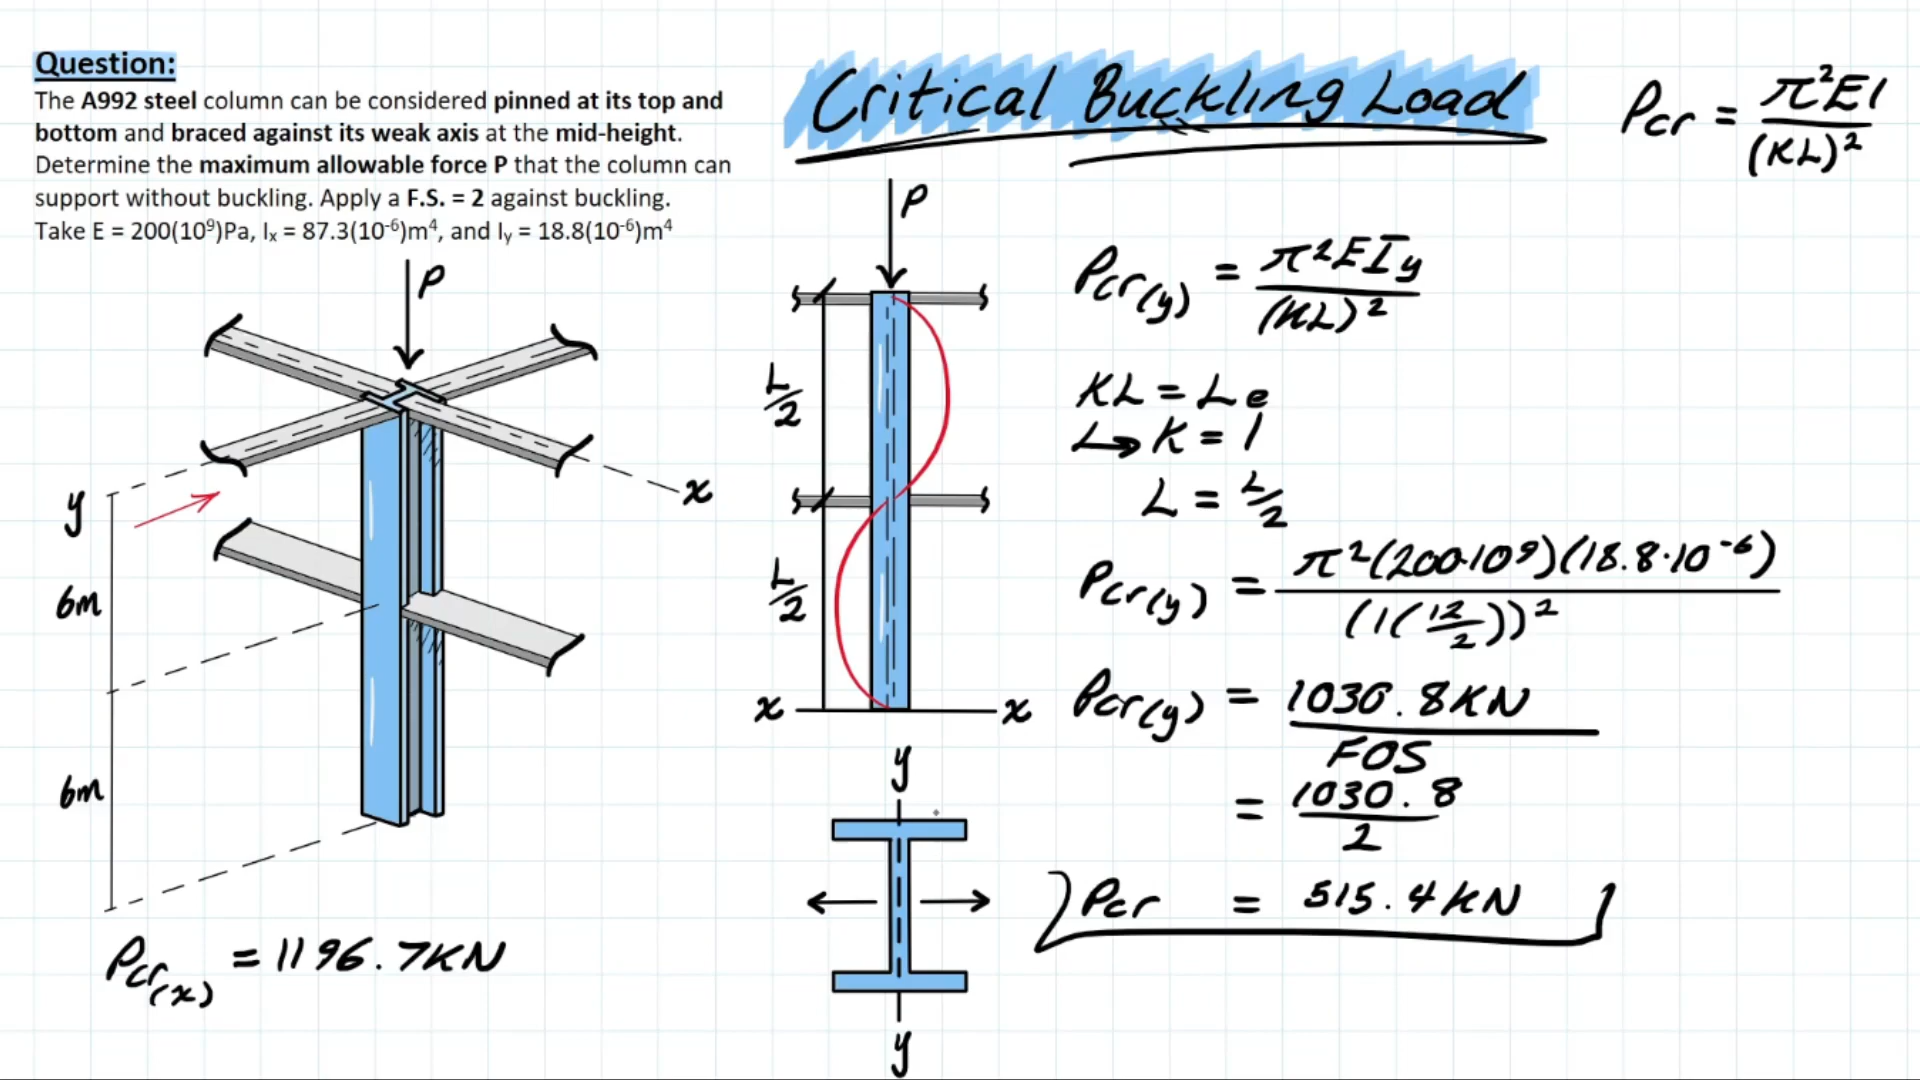 Question:
The A992 steel column can be considered pinned at its top and
bottom and braced against its weak axis at the mid-height.
Determine the maximum allowable force P that the column can
support without buckling. Apply a F.S. = 2 against buckling.
Take E = 200(10⁹)Pa, Iₓ = 87.3(10⁻⁶)m⁴, and Iᵧ = 18.8(10⁻⁶)m⁴
P
x
y
6m
6m
Pcr(x) = 1196.7KN
Critical Buckling Load
Pcr = π²EI / (KL)²
P
L/2
L/2
x x
y
y
Pcr(y) = π²EIy / (KL)²
KL = Le
↳ K = 1
L = L/2
Pcr(y) = π²(200·10⁹)(18.8·10⁻⁶) / (1(12/2))²
Pcr(y) = 1030.8KN / FOS
= 1030.8 / 2
Pcr = 515.4KN